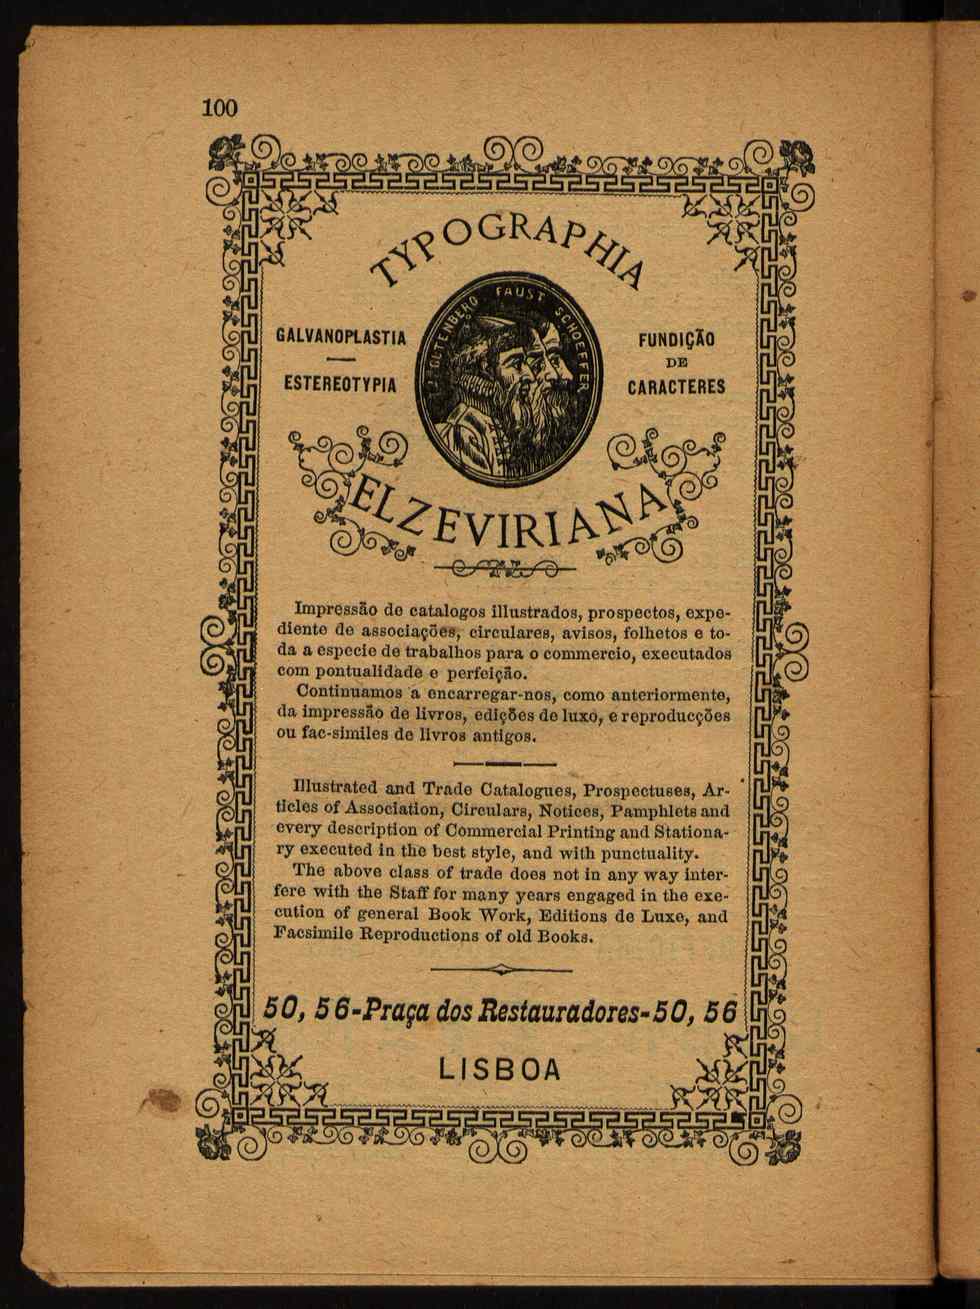 100
TYPOGRAPHIA
GUTENBERG FAUST SCHOEFFER
GALVANOPLASTIA
ESTEREOTYPIA
FUNDIÇÃO
DE
CARACTERES
ELZEVIRIANA
Impressão de catalogos illustrados, prospectos, expe-
diente de associações, circulares, avisos, folhetos e to-
da a especie de trabalhos para o commercio, executados
com pontualidade e perfeição.
Continuamos a encarregar-nos, como anteriormente,
da impressão de livros, edições de luxo, e reproducções
ou fac-similes de livros antigos.
Illustrated and Trade Catalogues, Prospectuses, Ar-
ticles of Association, Circulars, Notices, Pamphlets and
every description of Commercial Printing and Stationa-
ry executed in the best style, and with punctuality.
The above class of trade does not in any way inter-
fere with the Staff for many years engaged in the exe-
cution of general Book Work, Editions de Luxe, and
Facsimile Reproductions of old Books.
50, 56-Praça dos Restauradores-50, 56
LISBOA